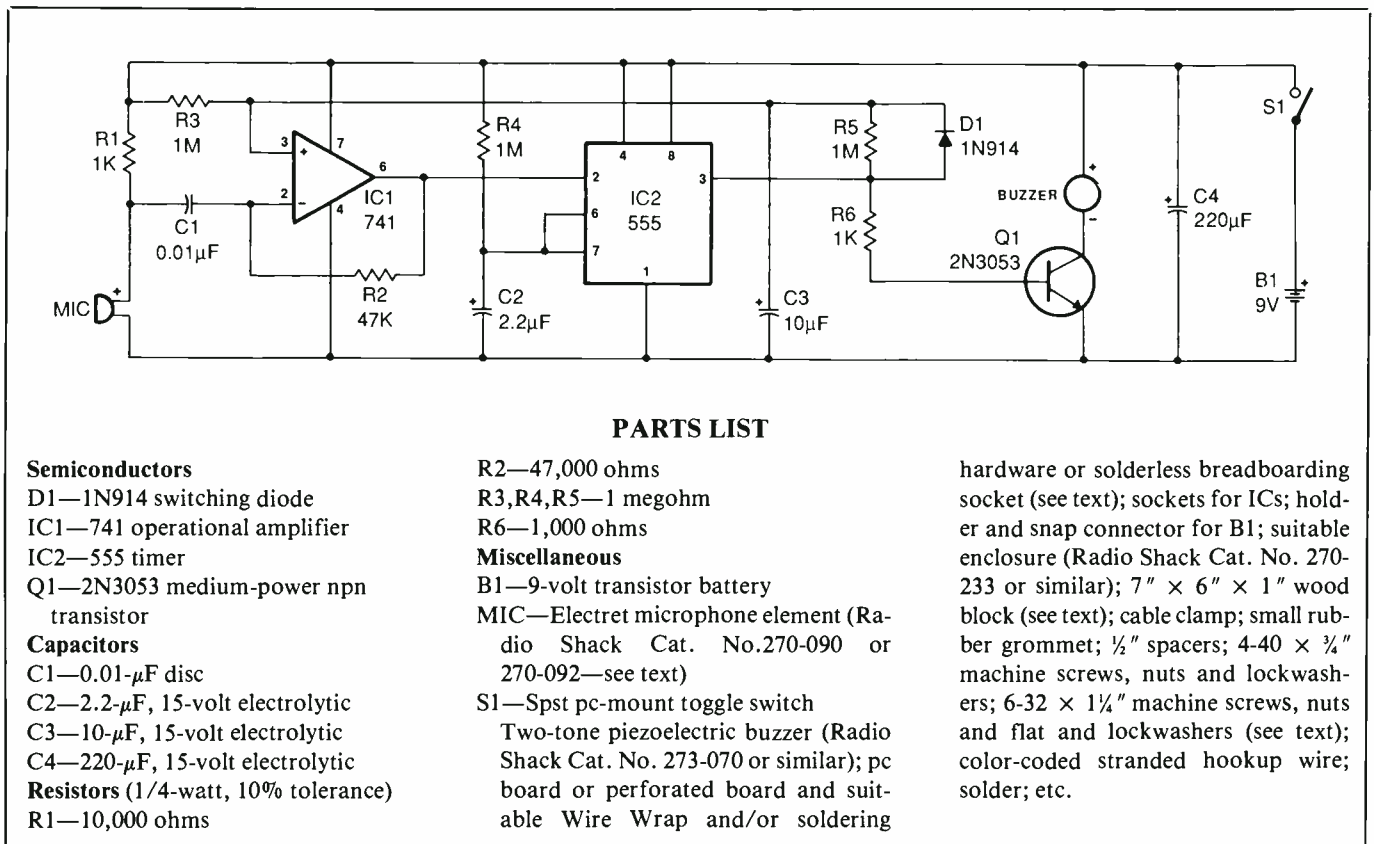 R1
1K
R3
1M
3
+
2
−
7
4
6
IC1
741
C1
0.01µF
R2
47K
MIC
+
R4
1M
+
C2
2.2µF
2
6
7
4
8
3
1
IC2
555
+
C3
10µF
R5
1M
D1
1N914
R6
1K
Q1
2N3053
+
BUZZER
−
+
C4
220µF
S1
B1
9V
+
PARTS LIST
Semiconductors
D1—1N914 switching diode
IC1—741 operational amplifier
IC2—555 timer
Q1—2N3053 medium-power npn
transistor
Capacitors
C1—0.01-µF disc
C2—2.2-µF, 15-volt electrolytic
C3—10-µF, 15-volt electrolytic
C4—220-µF, 15-volt electrolytic
Resistors (1/4-watt, 10% tolerance)
R1—10,000 ohms
R2—47,000 ohms
R3,R4,R5—1 megohm
R6—1,000 ohms
Miscellaneous
B1—9-volt transistor battery
MIC—Electret microphone element (Ra-
dio Shack Cat. No.270-090 or
270-092—see text)
S1—Spst pc-mount toggle switch
Two-tone piezoelectric buzzer (Radio
Shack Cat. No. 273-070 or similar); pc
board or perforated board and suit-
able Wire Wrap and/or soldering
hardware or solderless breadboarding
socket (see text); sockets for ICs; hold-
er and snap connector for B1; suitable
enclosure (Radio Shack Cat. No. 270-
233 or similar); 7″ × 6″ × 1″ wood
block (see text); cable clamp; small rub-
ber grommet; ½″ spacers; 4-40 × ¾″
machine screws, nuts and lockwash-
ers; 6-32 × 1¼″ machine screws, nuts
and flat and lockwashers (see text);
color-coded stranded hookup wire;
solder; etc.